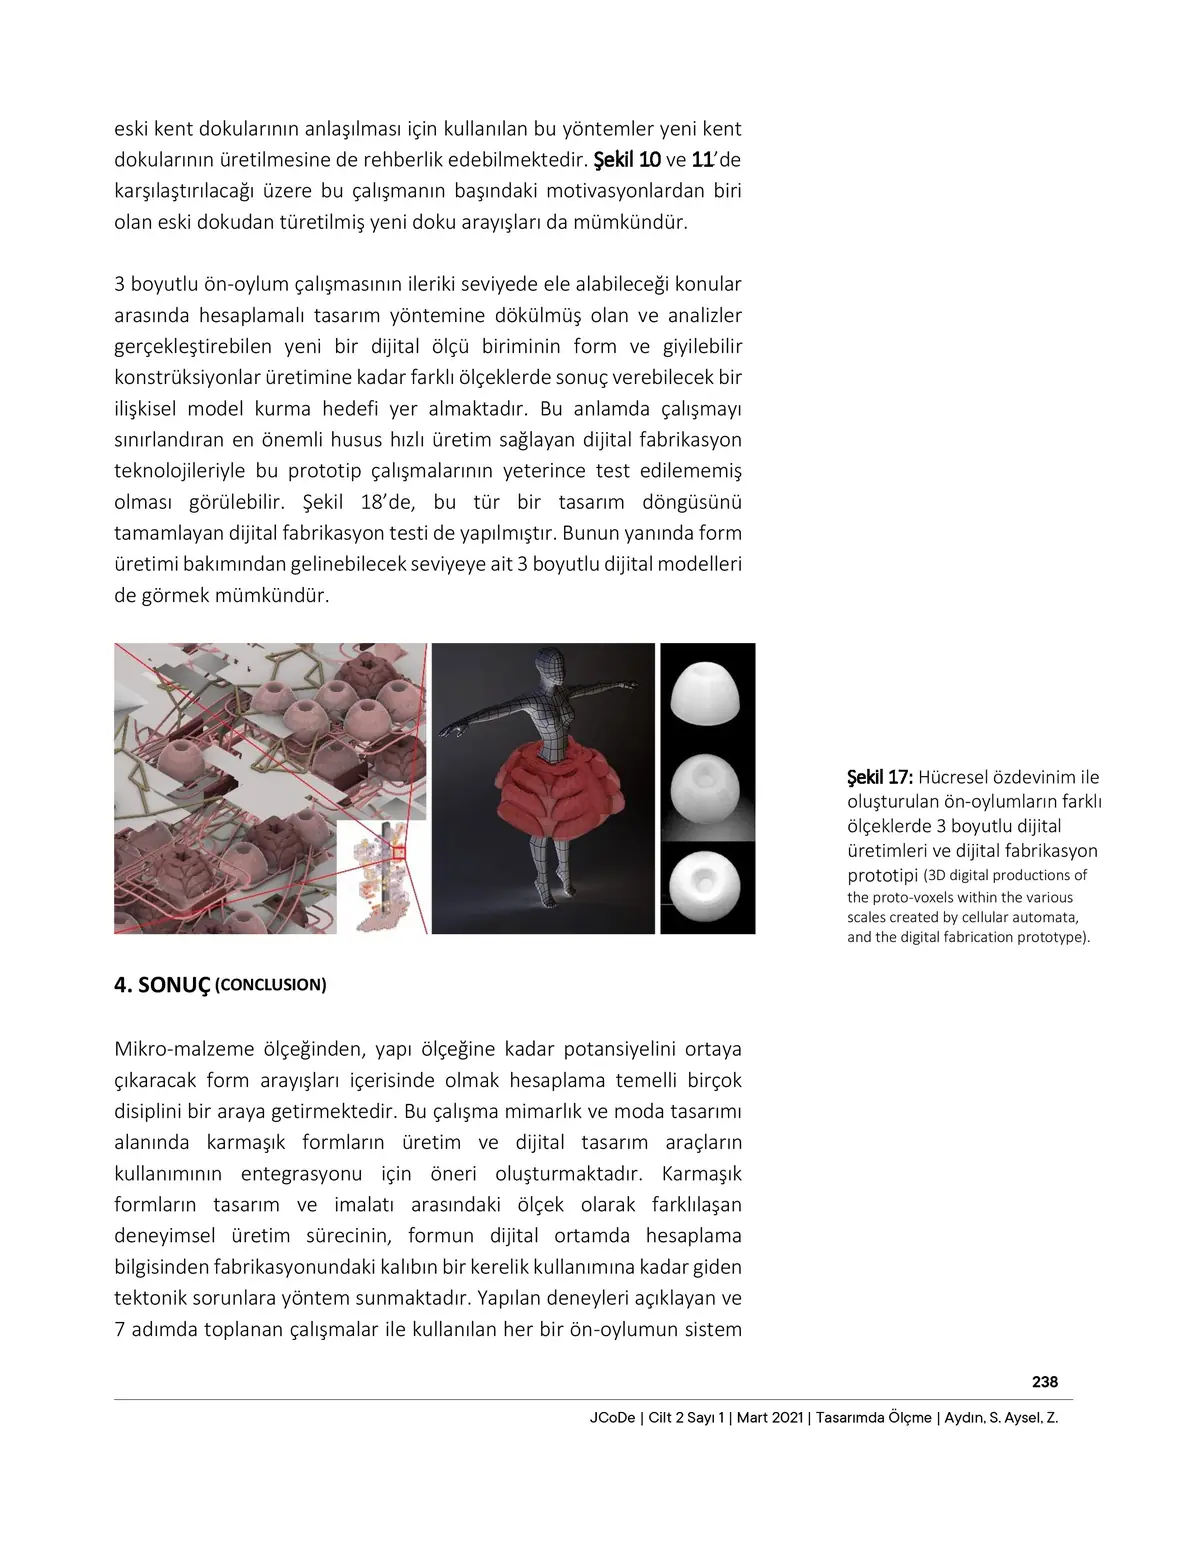 eski kent dokularının anlaşılması için kullanılan bu yöntemler yeni kent
dokularının üretilmesine de rehberlik edebilmektedir. Şekil 10 ve 11’de
karşılaştırılacağı üzere bu çalışmanın başındaki motivasyonlardan biri
olan eski dokudan türetilmiş yeni doku arayışları da mümkündür.
3 boyutlu ön-oylum çalışmasının ileriki seviyede ele alabileceği konular
arasında hesaplamalı tasarım yöntemine dökülmüş olan ve analizler
gerçekleştirebilen yeni bir dijital ölçü biriminin form ve giyilebilir
konstrüksiyonlar üretimine kadar farklı ölçeklerde sonuç verebilecek bir
ilişkisel model kurma hedefi yer almaktadır. Bu anlamda çalışmayı
sınırlandıran en önemli husus hızlı üretim sağlayan dijital fabrikasyon
teknolojileriyle bu prototip çalışmalarının yeterince test edilememiş
olması görülebilir. Şekil 18’de, bu tür bir tasarım döngüsünü
tamamlayan dijital fabrikasyon testi de yapılmıştır. Bunun yanında form
üretimi bakımından gelinebilecek seviyeye ait 3 boyutlu dijital modelleri
de görmek mümkündür.
Şekil 17: Hücresel özdevinim ile
oluşturulan ön-oylumların farklı
ölçeklerde 3 boyutlu dijital
üretimleri ve dijital fabrikasyon
prototipi (3D digital productions of
the proto-voxels within the various
scales created by cellular automata,
and the digital fabrication prototype).
4. SONUÇ (CONCLUSION)
Mikro-malzeme ölçeğinden, yapı ölçeğine kadar potansiyelini ortaya
çıkaracak form arayışları içerisinde olmak hesaplama temelli birçok
disiplini bir araya getirmektedir. Bu çalışma mimarlık ve moda tasarımı
alanında karmaşık formların üretim ve dijital tasarım araçların
kullanımının entegrasyonu için öneri oluşturmaktadır. Karmaşık
formların tasarım ve imalatı arasındaki ölçek olarak farklılaşan
deneyimsel üretim sürecinin, formun dijital ortamda hesaplama
bilgisinden fabrikasyonundaki kalıbın bir kerelik kullanımına kadar giden
tektonik sorunlara yöntem sunmaktadır. Yapılan deneyleri açıklayan ve
7 adımda toplanan çalışmalar ile kullanılan her bir ön-oylumun sistem
238
JCoDe | Cilt 2 Sayı 1 | Mart 2021 | Tasarımda Ölçme | Aydın, S. Aysel, Z.